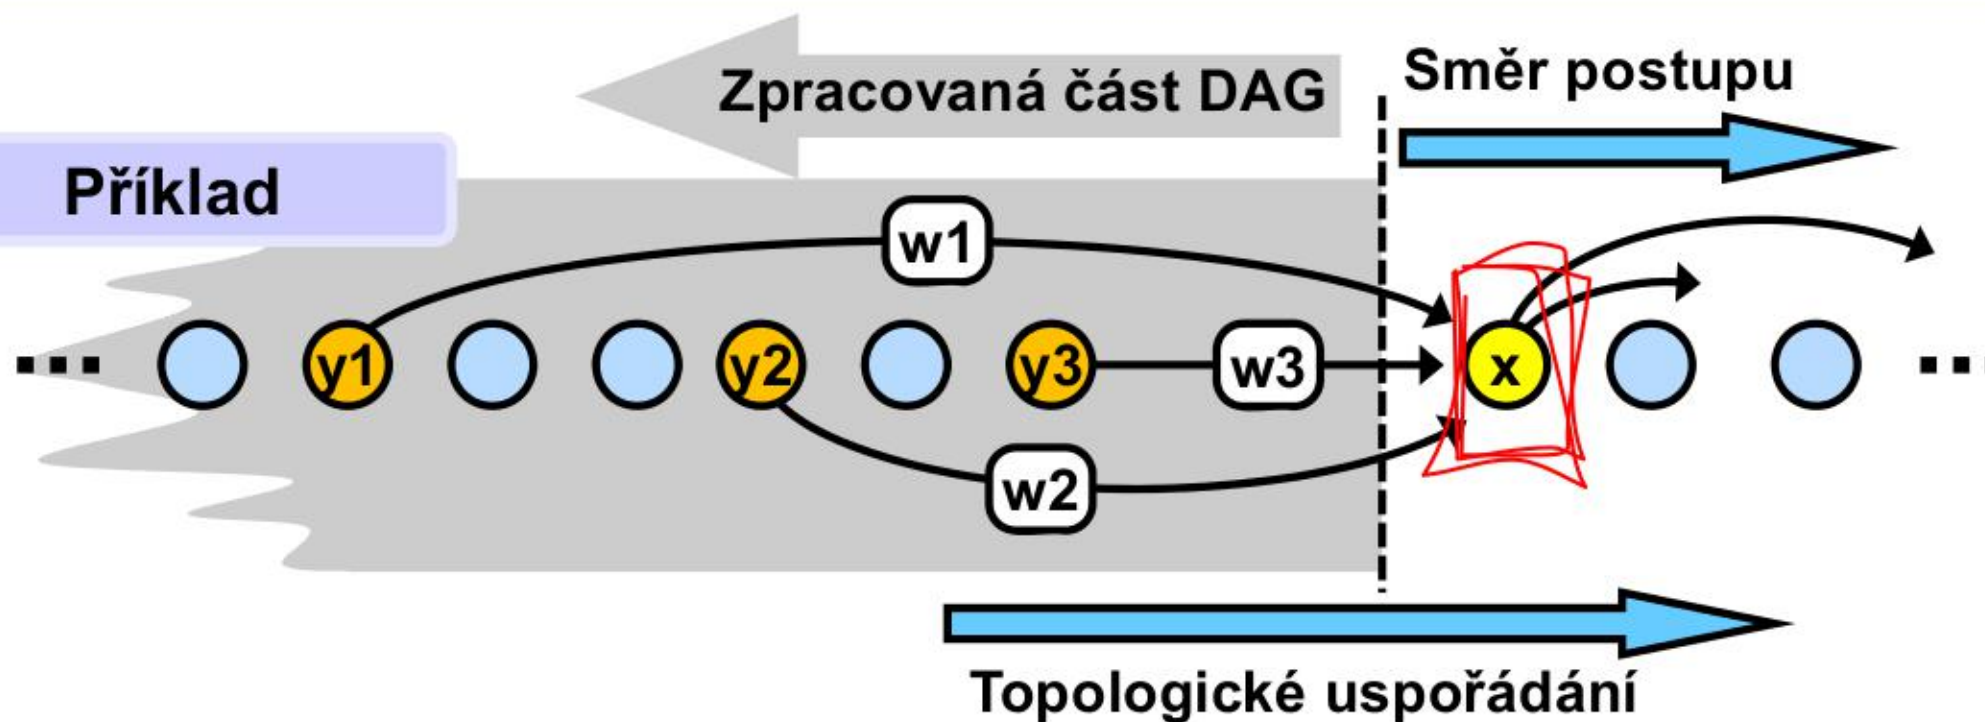 Zpracovaná část DAG
Směr postupu
Příklad
w1
y1
y2
y3
w3
x
w2
Topologické uspořádání